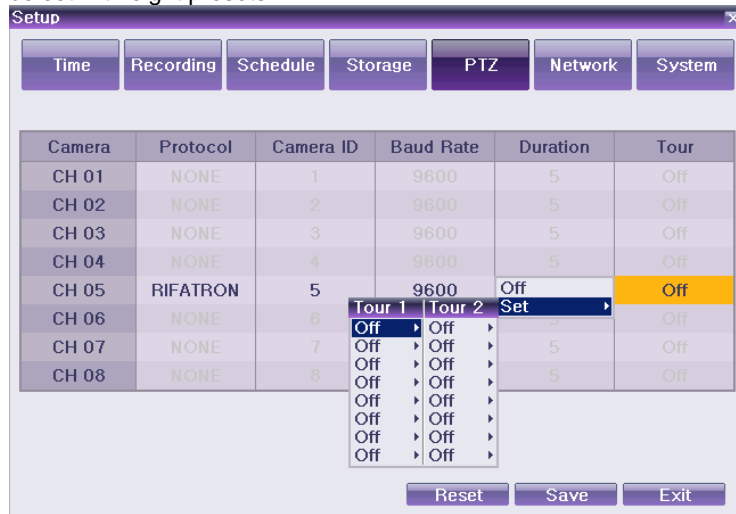 Setup
Time Recording Schedule Storage PTZ Network System
Camera Protocol Camera ID Baud Rate Duration Tour
CH 01 NONE 1 9600 5 Off
CH 02 NONE 2 9600 5 Off
CH 03 NONE 3 9600 5 Off
CH 04 NONE 4 9600 5 Off
CH 05 RIFATRON 5 9600 Off Off
Tour 1 Tour 2 Set
CH 06 NONE 6 Off Off 5 Off
CH 07 NONE 7 Off Off 5 Off
Off Off
CH 08 NONE 8 Off Off 5 Off
Off Off
Off Off
Off Off
Off Off
Reset Save Exit